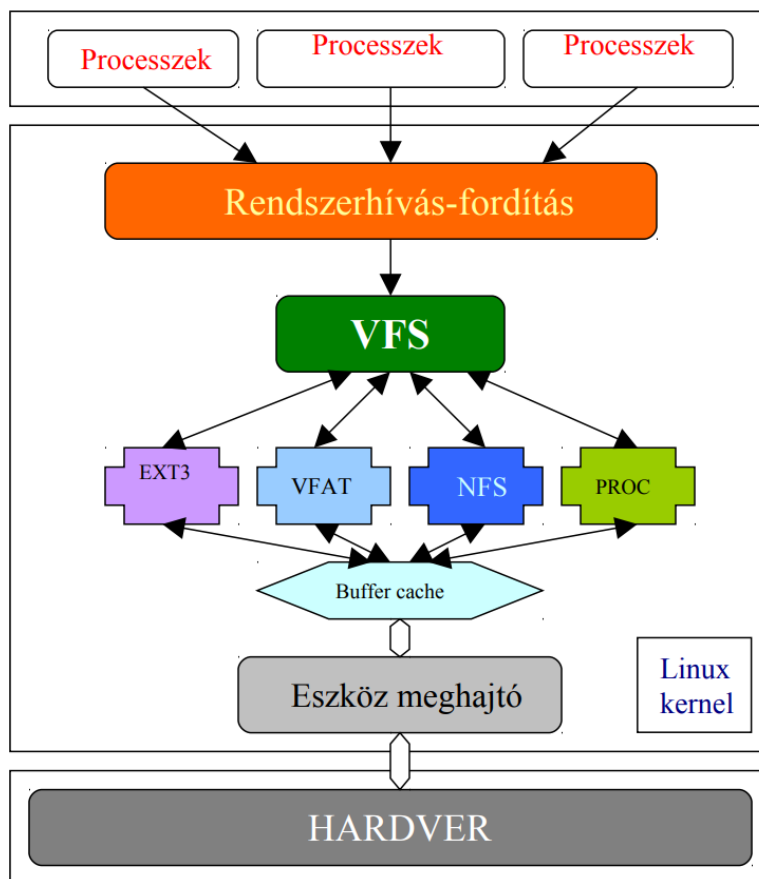 Processzek
Processzek
Processzek
Rendszerhívás-fordítás
VFS
EXT3
VFAT
NFS
PROC
Buffer cache
Eszköz meghajtó
Linux
kernel
HARDVER